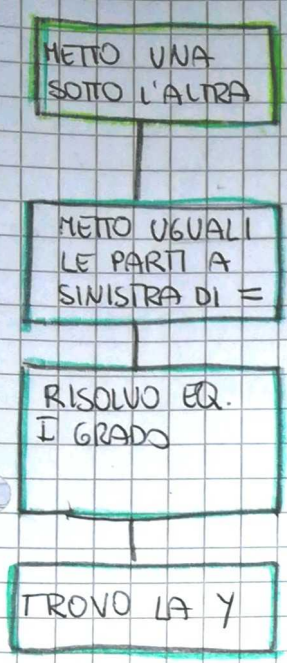 METTO UNA
SOTTO L'ALTRA
METTO UGUALI
LE PARTI A
SINISTRA DI =
RISOLVO EQ.
I GRADO
TROVO LA Y